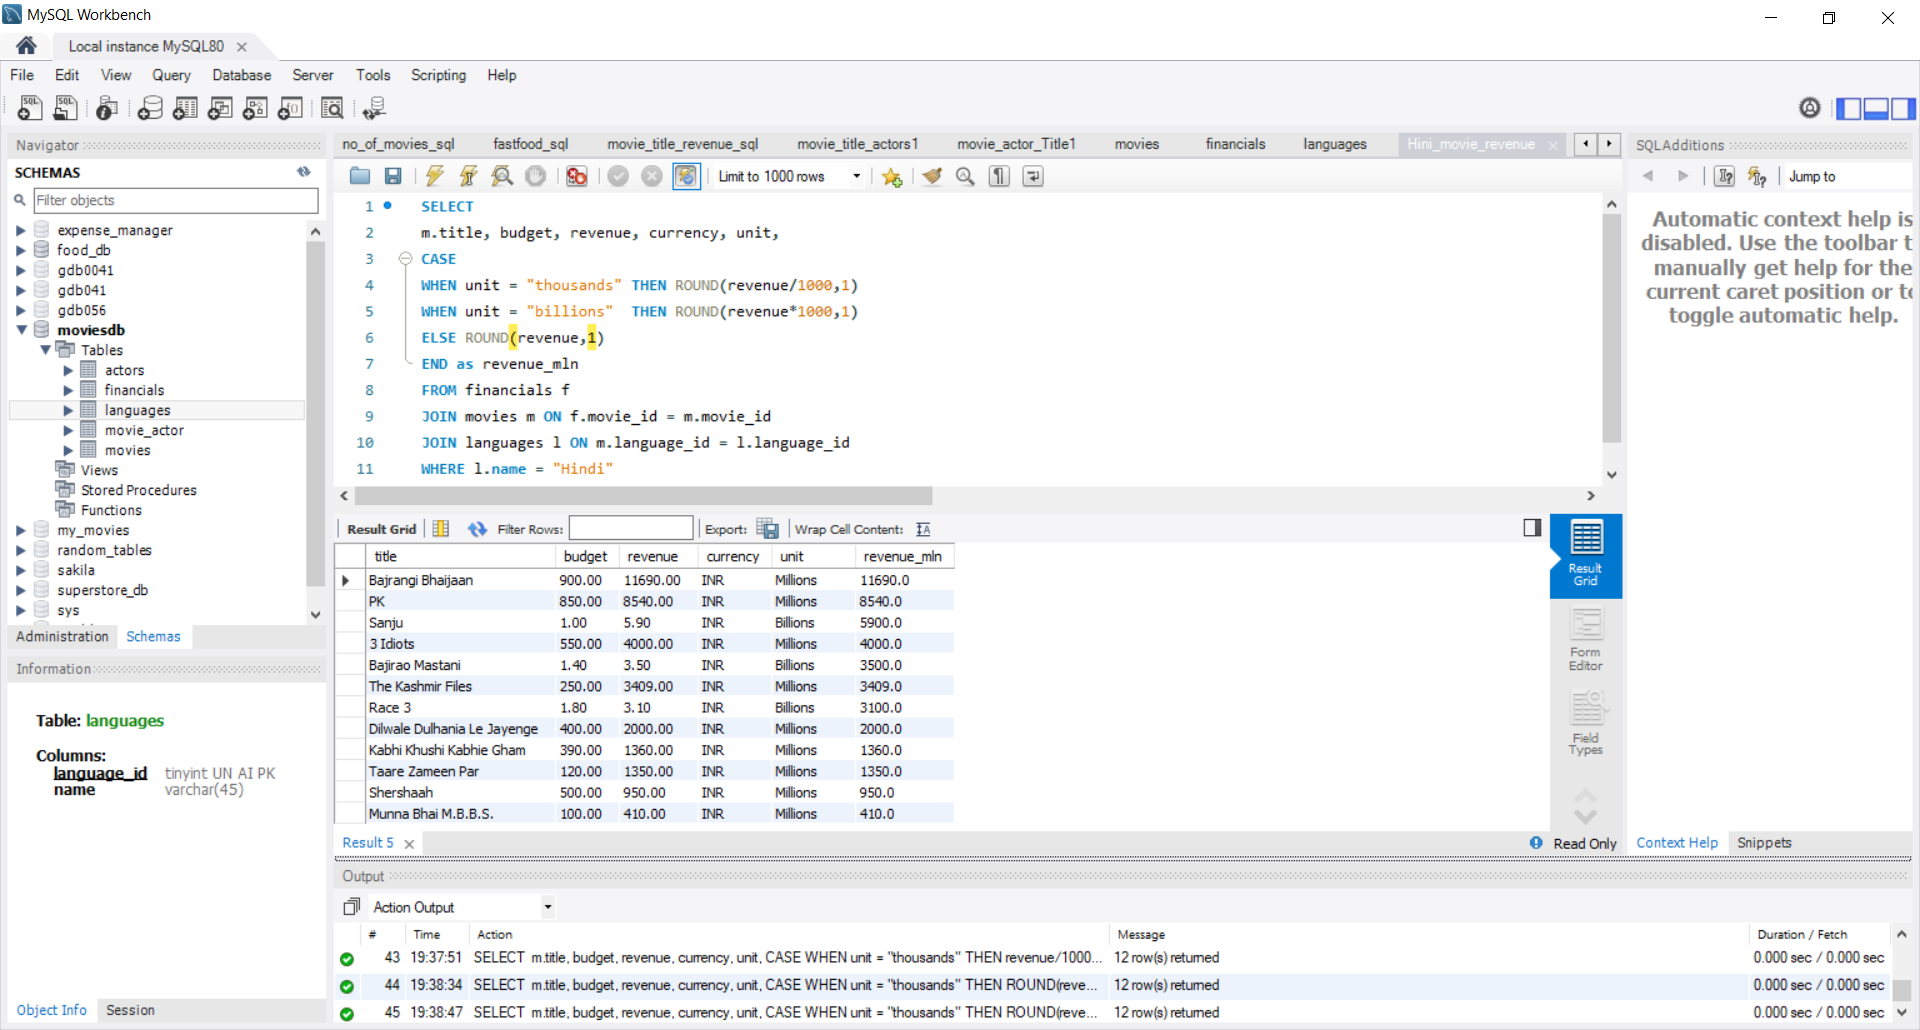 MySQL Workbench
Local instance MySQL80
File Edit View Query Database Server Tools Scripting Help
Navigator
SCHEMAS
Filter objects
expense_manager
food_db
gdb0041
gdb041
gdb056
moviesdb
Tables
actors
financials
languages
movie_actor
movies
Views
Stored Procedures
Functions
my_movies
random_tables
sakila
superstore_db
sys
Administration Schemas
Information
Table: languages
Columns:
language_id tinyint UN AI PK
name varchar(45)
Object Info Session
no_of_movies_sql fastfood_sql movie_title_revenue_sql movie_title_actors1 movie_actor_Title1 movies financials languages Hini_movie_revenue
Limit to 1000 rows
1 SELECT
2 m.title, budget, revenue, currency, unit,
3 CASE
4 WHEN unit = "thousands" THEN ROUND(revenue/1000,1)
5 WHEN unit = "billions"  THEN ROUND(revenue*1000,1)
6 ELSE ROUND(revenue,1)
7 END as revenue_mln
8 FROM financials f
9 JOIN movies m ON f.movie_id = m.movie_id
10 JOIN languages l ON m.language_id = l.language_id
11 WHERE l.name = "Hindi"
Result Grid Filter Rows: Export: Wrap Cell Content:
title budget revenue currency unit revenue_mln
Bajrangi Bhaijaan 900.00 11690.00 INR Millions 11690.0
PK 850.00 8540.00 INR Millions 8540.0
Sanju 1.00 5.90 INR Billions 5900.0
3 Idiots 550.00 4000.00 INR Millions 4000.0
Bajirao Mastani 1.40 3.50 INR Billions 3500.0
The Kashmir Files 250.00 3409.00 INR Millions 3409.0
Race 3 1.80 3.10 INR Billions 3100.0
Dilwale Dulhania Le Jayenge 400.00 2000.00 INR Millions 2000.0
Kabhi Khushi Kabhie Gham 390.00 1360.00 INR Millions 1360.0
Taare Zameen Par 120.00 1350.00 INR Millions 1350.0
Shershaah 500.00 950.00 INR Millions 950.0
Munna Bhai M.B.B.S. 100.00 410.00 INR Millions 410.0
Result
Grid
Form
Editor
Field
Types
Result 5
Read Only
SQLAdditions
Jump to
Automatic context help is
disabled. Use the toolbar t
manually get help for the
current caret position or to
toggle automatic help.
Context Help Snippets
Output
Action Output
# Time Action Message Duration / Fetch
43 19:37:51 SELECT m.title, budget, revenue, currency, unit, CASE WHEN unit = "thousands" THEN revenue/1000... 12 row(s) returned 0.000 sec / 0.000 sec
44 19:38:34 SELECT m.title, budget, revenue, currency, unit, CASE WHEN unit = "thousands" THEN ROUND(reve... 12 row(s) returned 0.000 sec / 0.000 sec
45 19:38:47 SELECT m.title, budget, revenue, currency, unit, CASE WHEN unit = "thousands" THEN ROUND(reve... 12 row(s) returned 0.000 sec / 0.000 sec